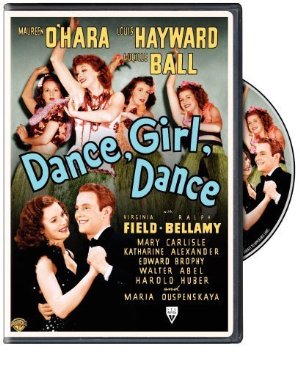 MAUREEN O'HARA
LOUIS HAYWARD
LUCILLE BALL
Dance, Girl,
Dance
with
VIRGINIA FIELD - RALPH BELLAMY
MARY CARLISLE
KATHARINE ALEXANDER
EDWARD BROPHY
WALTER ABEL
HAROLD HUBER
and
MARIA OUSPENSKAYA